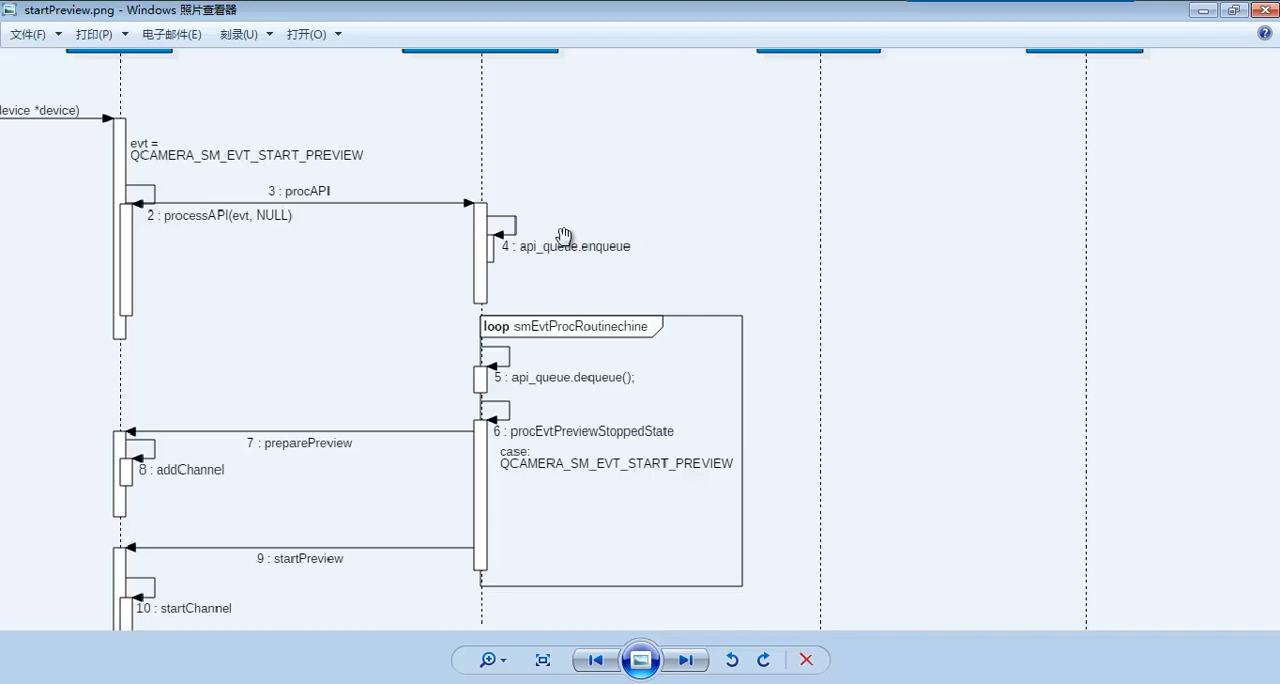 startPreview.png - Windows 照片查看器
文件(F) 打印(P) 电子邮件(E) 刻录(U) 打开(O)
device *device)
evt =
QCAMERA_SM_EVT_START_PREVIEW
3 : procAPI
2 : processAPI(evt, NULL)
4 : api_queue.enqueue
loop smEvtProcRoutinechine
5 : api_queue.dequeue();
6 : procEvtPreviewStoppedState
7 : preparePreview
case:
QCAMERA_SM_EVT_START_PREVIEW
8 : addChannel
9 : startPreview
10 : startChannel